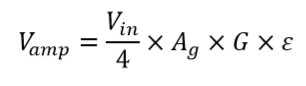 V_amp = V_in/4 × A_g × G × ε